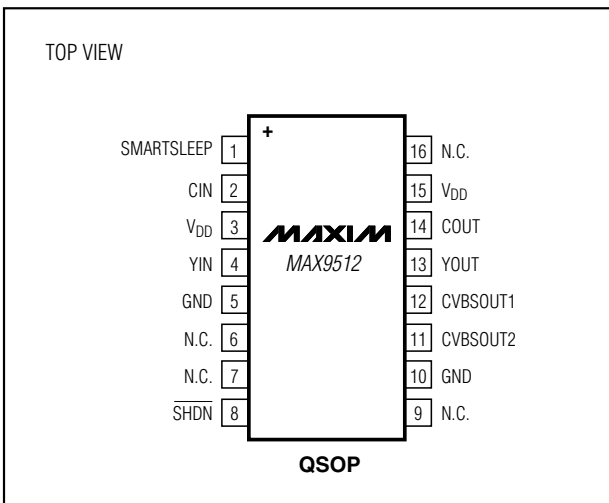 TOP VIEW
+
SMARTSLEEP 1
CIN 2
VDD 3
YIN 4
GND 5
N.C. 6
N.C. 7
SHDN 8
MAXIM
MAX9512
16 N.C.
15 VDD
14 COUT
13 YOUT
12 CVBSOUT1
11 CVBSOUT2
10 GND
9 N.C.
QSOP